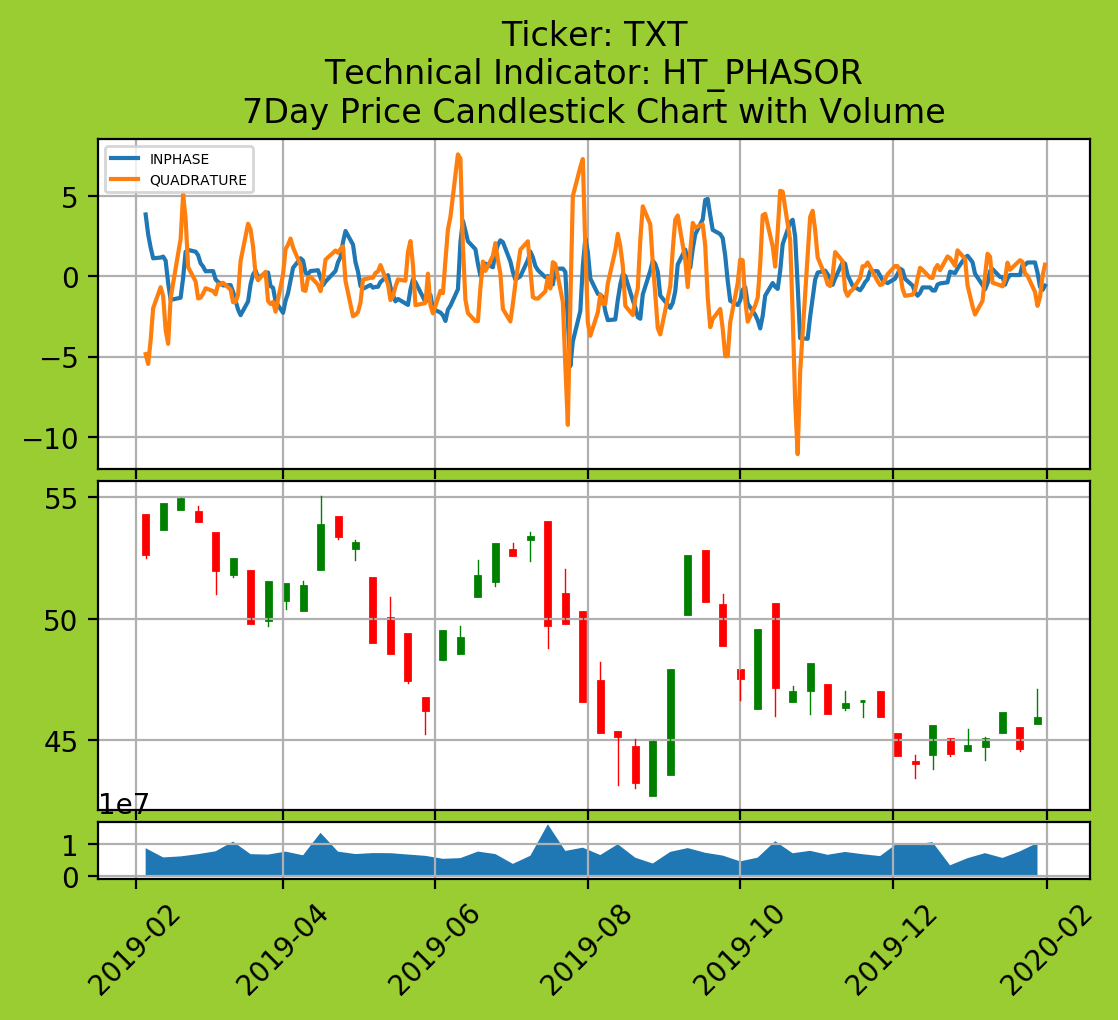 Ticker: TXT
Technical Indicator: HT_PHASOR
7Day Price Candlestick Chart with Volume
INPHASE
QUADRATURE
5
0
−5
−10
55
50
45
1e7
1
0
2019-02
2019-04
2019-06
2019-08
2019-10
2019-12
2020-02